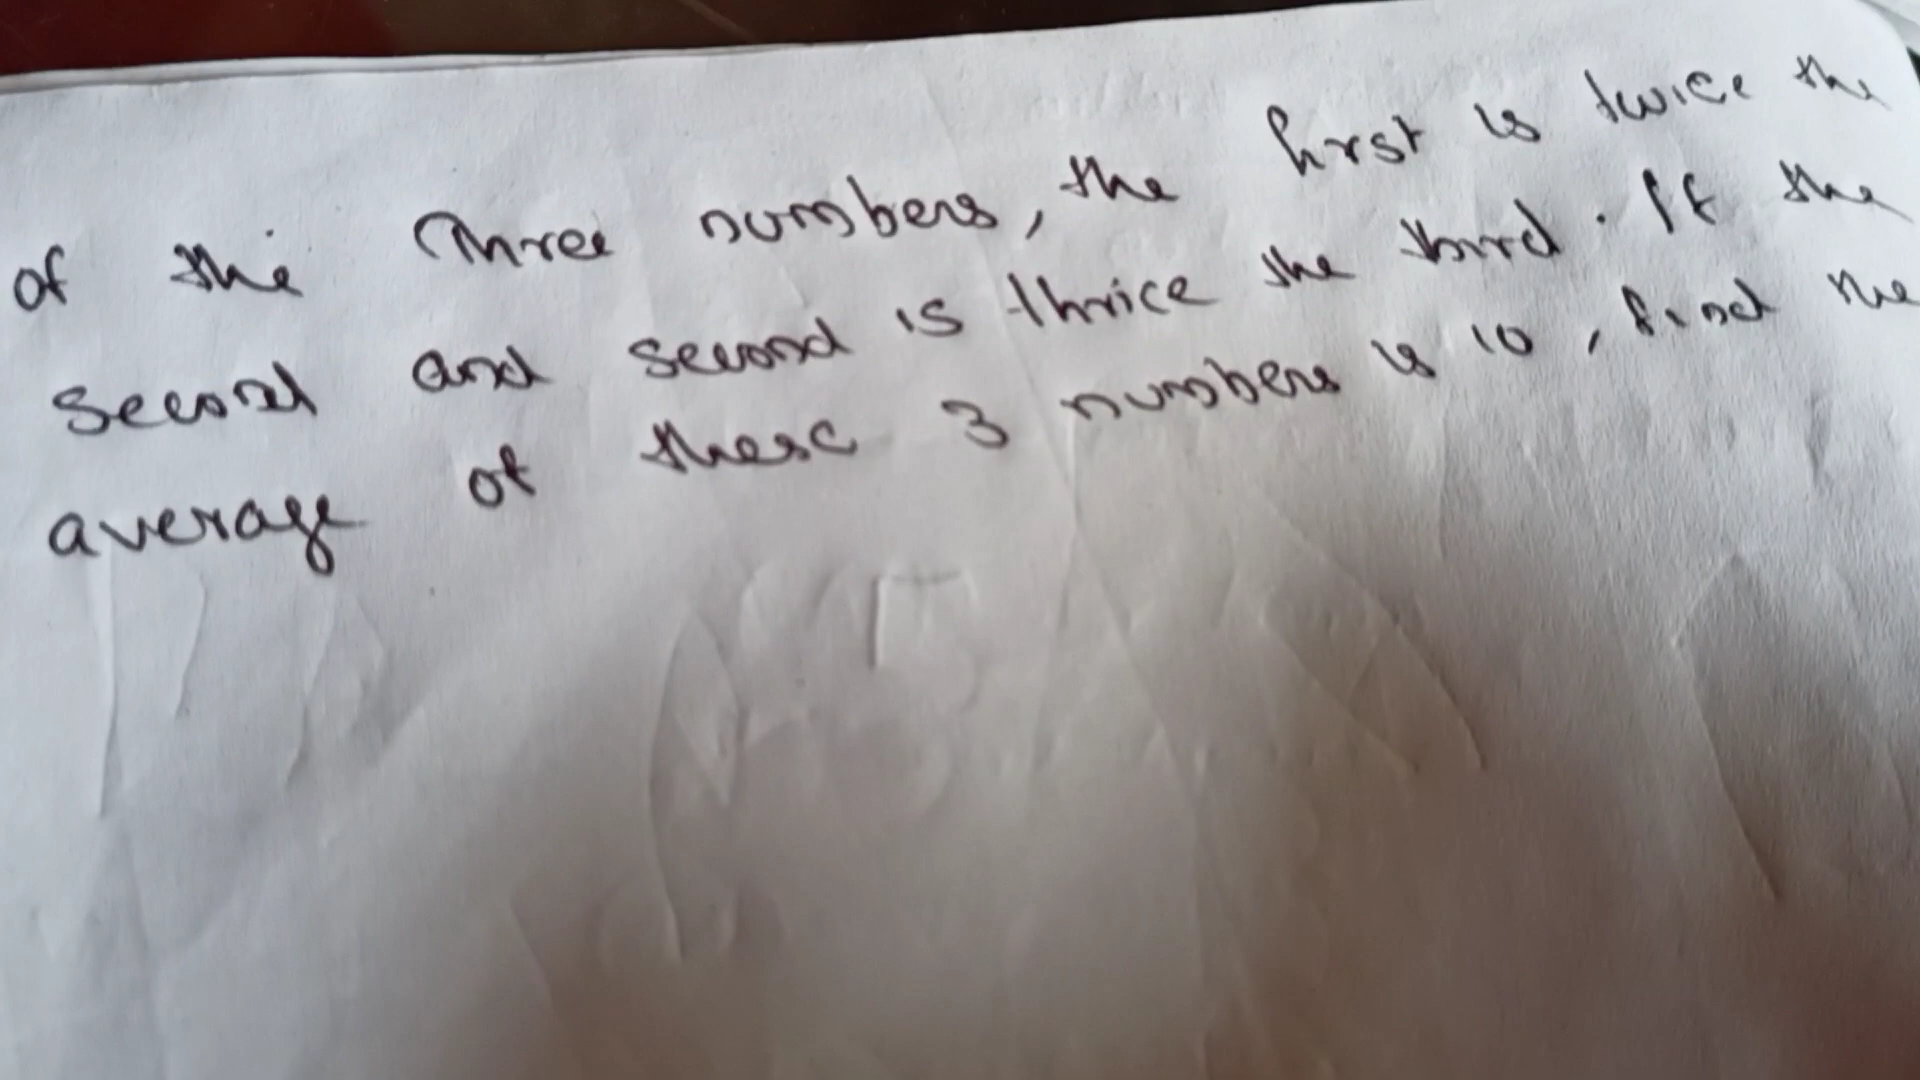 of the Three numbers, the first is twice the
second and second is thrice the third. If the
average of these 3 numbers is 10, find the